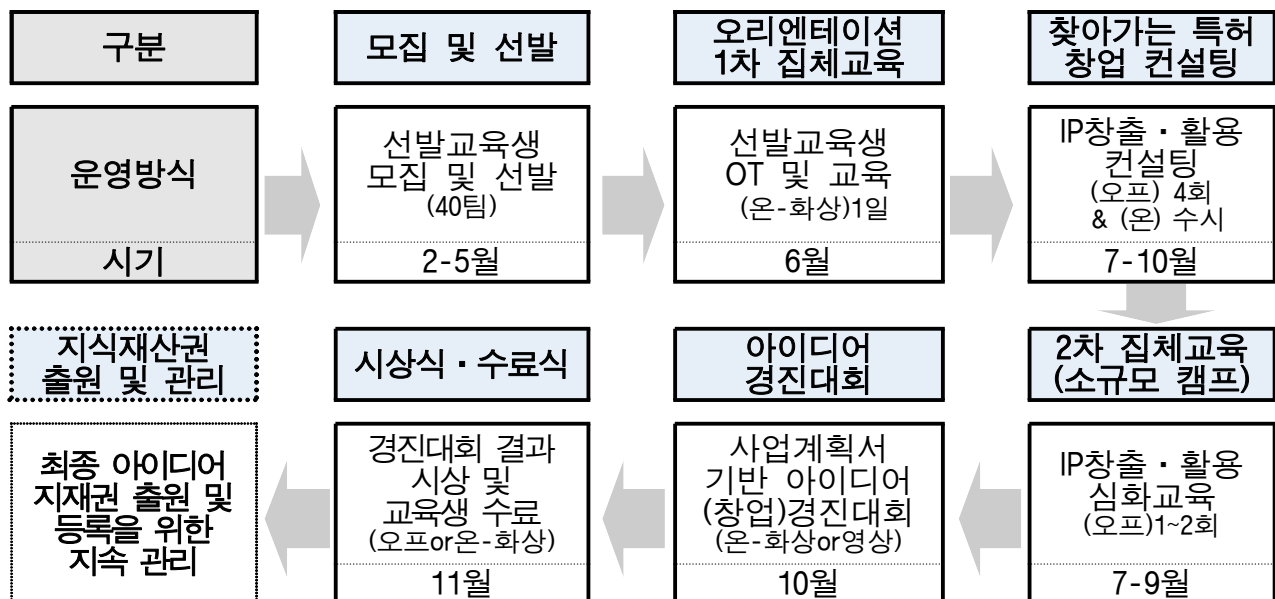 구분
모집 및 선발
오리엔테이션
1차 집체교육
찾아가는 특허
창업 컨설팅
운영방식
시기
선발교육생
모집 및 선발
(40팀)
2-5월
선발교육생
OT 및 교육
(온-화상)1일
6월
IP창출·활용
컨설팅
(오프) 4회
& (온) 수시
7-10월
2차 집체교육
(소규모 캠프)
IP창출·활용
심화교육
(오프)1~2회
7-9월
아이디어
경진대회
사업계획서
기반 아이디어
(창업)경진대회
(온-화상or영상)
10월
시상식·수료식
경진대회 결과
시상 및
교육생 수료
(오프or온-화상)
11월
지식재산권
출원 및 관리
최종 아이디어
지재권 출원 및
등록을 위한
지속 관리